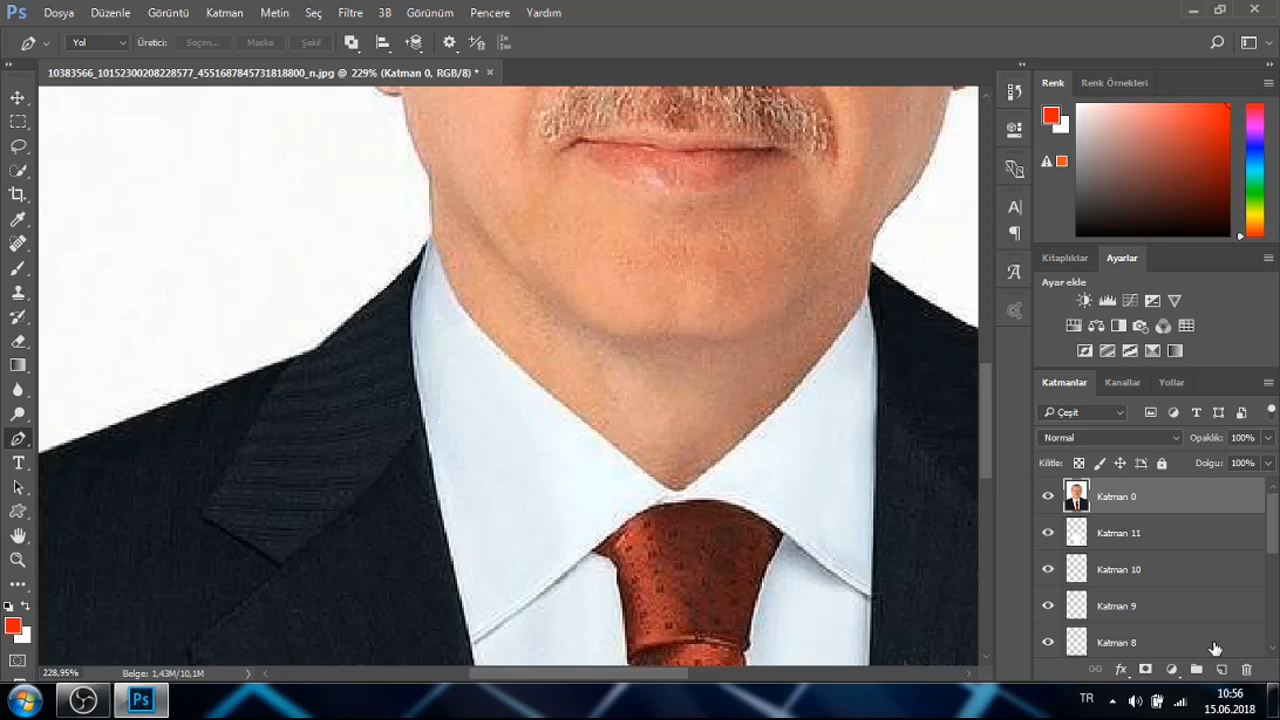 Ps Dosya Düzenle Görüntü Katman Metin Seç Filtre 3B Görünüm Pencere Yardım
Yol Üretici: Seçim... Maske Şekil
10383566_10152300208228577_4551687845731818800_n.jpg @ 229% (Katman 0, RGB/8) *
Renk Renk Örnekleri
Kitaplıklar Ayarlar
Ayar ekle
Katmanlar Kanallar Yollar
Çeşit
Normal Opaklık: 100%
Kilitle: Dolgu: 100%
Katman 0
Katman 11
Katman 10
Katman 9
Katman 8
228,95% Belge: 1,43M/10,1M
Ps TR 10:56
15.06.2018